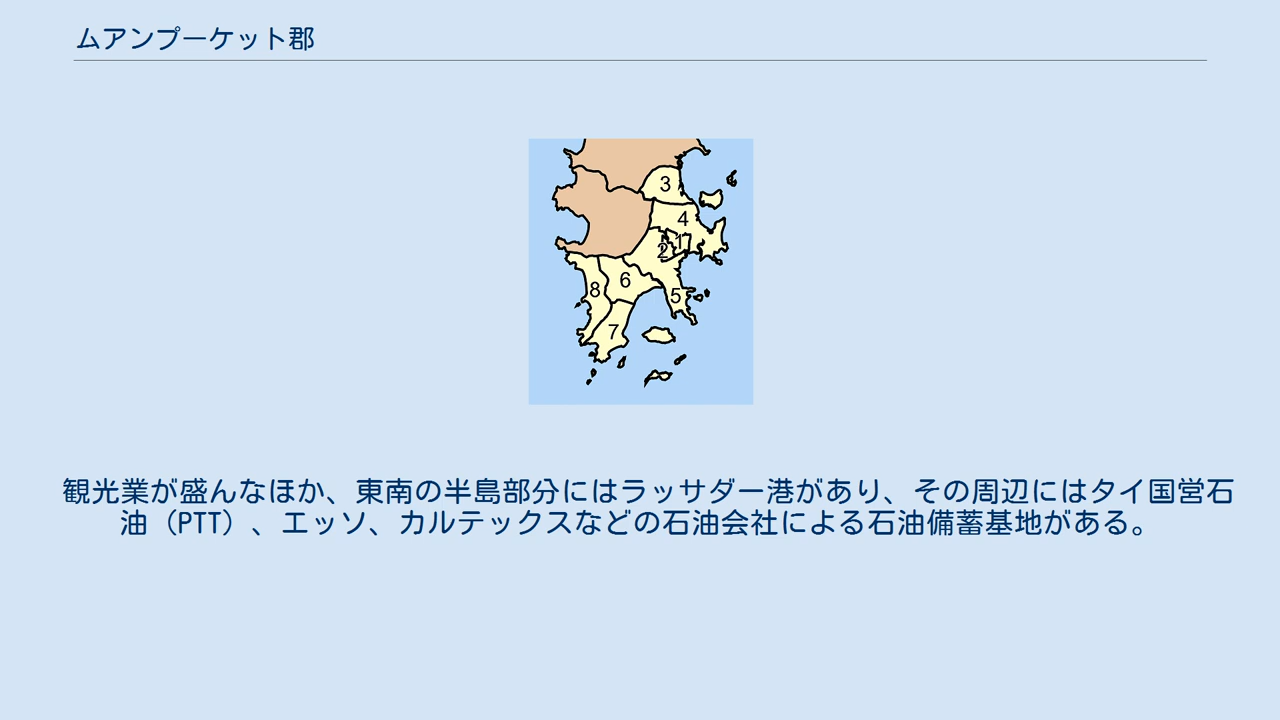 ムアンプーケット郡
3
4
1
2
6
8
5
7
観光業が盛んなほか、東南の半島部分にはラッサダー港があり、その周辺にはタイ国営石
油（PTT）、エッソ、カルテックスなどの石油会社による石油備蓄基地がある。